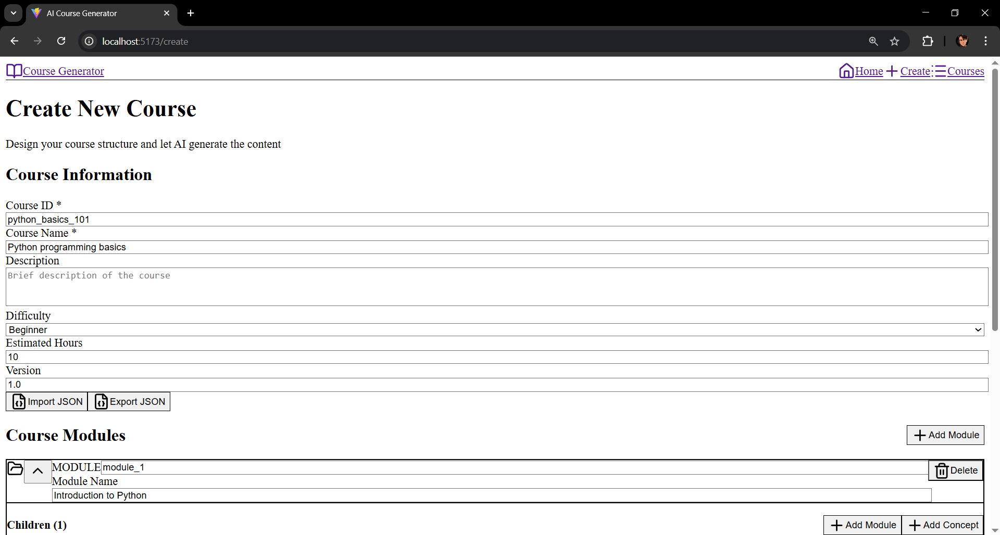 AI Course Generator
localhost:5173/create
Course Generator
Home Create Courses
Create New Course
Design your course structure and let AI generate the content
Course Information
Course ID *
python_basics_101
Course Name *
Python programming basics
Description
Brief description of the course
Difficulty
Beginner
Estimated Hours
10
Version
1.0
Import JSON Export JSON
Course Modules
Add Module
MODULE module_1
Delete
Module Name
Introduction to Python
Children (1)
Add Module Add Concept